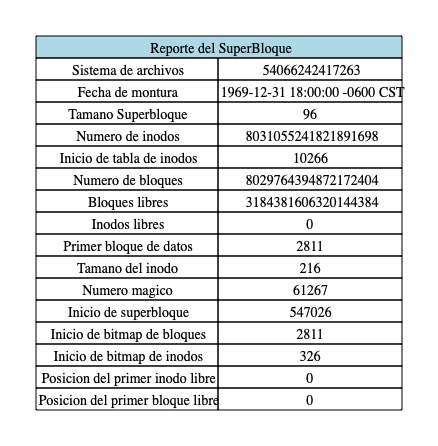 Reporte del SuperBloque
Sistema de archivos 54066242417263
Fecha de montura 1969-12-31 18:00:00 -0600 CST
Tamano Superbloque 96
Numero de inodos 8031055241821891698
Inicio de tabla de inodos 10266
Numero de bloques 8029764394872172404
Bloques libres 3184381606320144384
Inodos libres 0
Primer bloque de datos 2811
Tamano del inodo 216
Numero magico 61267
Inicio de superbloque 547026
Inicio de bitmap de bloques 2811
Inicio de bitmap de inodos 326
Posicion del primer inodo libre 0
Posicion del primer bloque libre 0